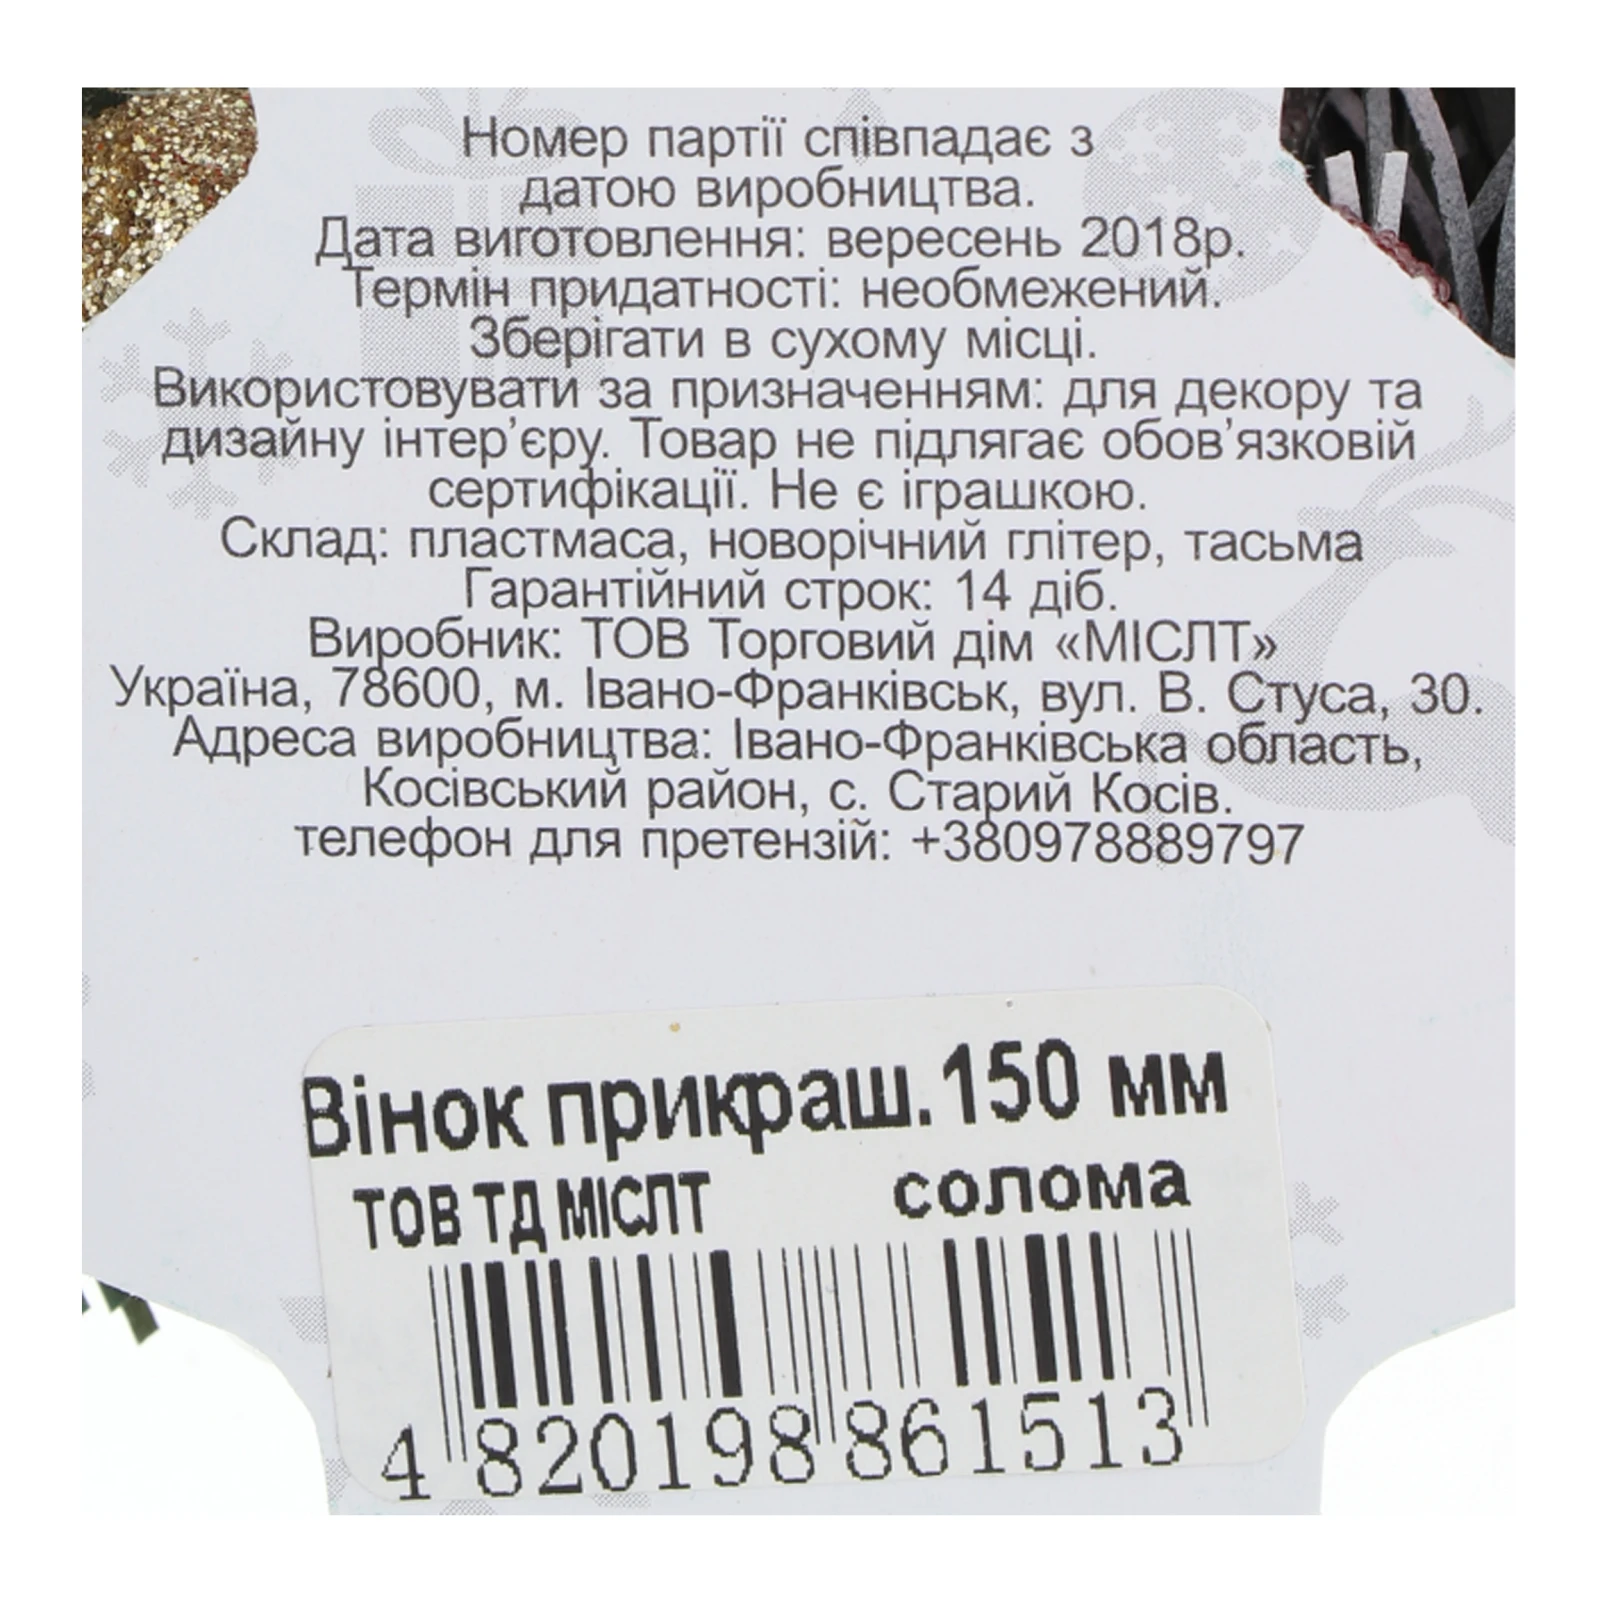 Номер партії співпадає з
датою виробництва.
Дата виготовлення: вересень 2018р.
Термін придатності: необмежений.
Зберігати в сухому місці.
Використовувати за призначенням: для декору та
дизайну інтер’єру. Товар не підлягає обов’язковій
сертифікації. Не є іграшкою.
Склад: пластмаса, новорічний глітер, тасьма
Гарантійний строк: 14 діб.
Виробник: ТОВ Торговий дім «МІСЛТ»
Україна, 78600, м. Івано-Франківськ, вул. В. Стуса, 30.
Адреса виробництва: Івано-Франківська область,
Косівський район, с. Старий Косів.
телефон для претензій: +380978889797
Вінок прикраш.150 мм
ТОВ ТД МІСЛТ солома
4 820198 861513